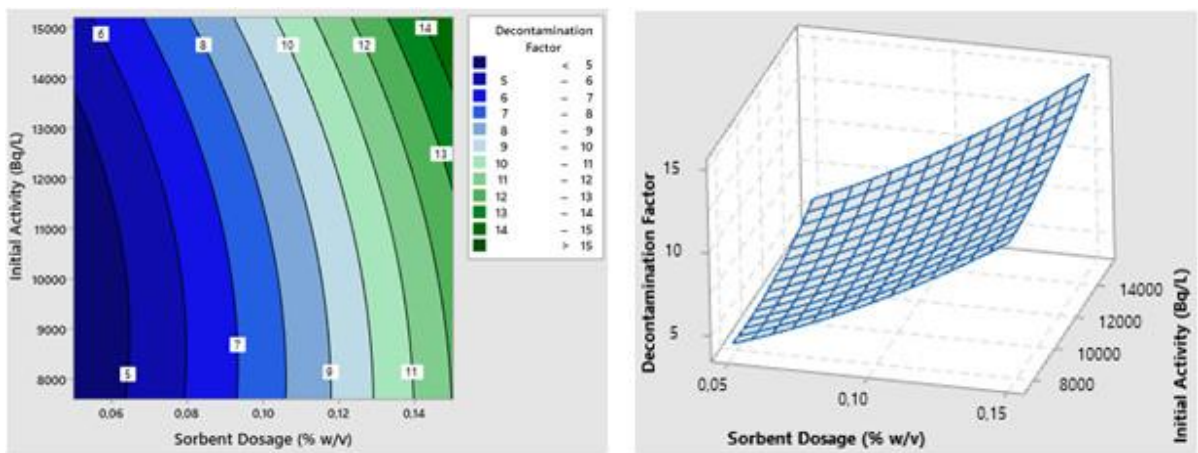 15000
14000
13000
12000
11000
10000
9000
8000
Initial Activity (Bq/L)
6
8
10
12
14
13
7
5
9
11
0,06
0,08
0,10
0,12
0,14
Sorbent Dosage (% w/v)
Decontamination
Factor
< 5
5 – 6
6 – 7
7 – 8
8 – 9
9 – 10
10 – 11
11 – 12
12 – 13
13 – 14
14 – 15
> 15
Decontamination Factor
15
10
5
0,05
0,10
0,15
Sorbent Dosage (% w/v)
14000
12000
10000
8000
Initial Activity (Bq/L)